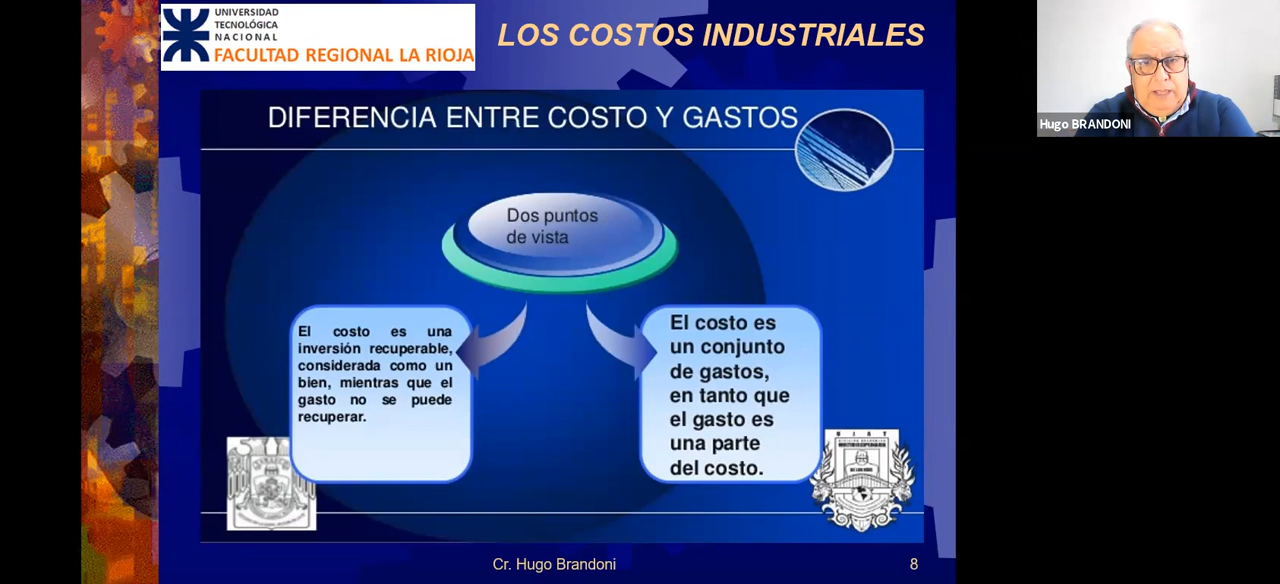 UNIVERSIDAD
TECNOLÓGICA
NACIONAL
FACULTAD REGIONAL LA RIOJA
LOS COSTOS INDUSTRIALES
DIFERENCIA ENTRE COSTO Y GASTOS
Dos puntos
de vista
El costo es una
inversión recuperable,
considerada como un
bien, mientras que el
gasto no se puede
recuperar.
El costo es
un conjunto
de gastos,
en tanto que
el gasto es
una parte
del costo.
U J A T
Cr. Hugo Brandoni
8
Hugo BRANDONI